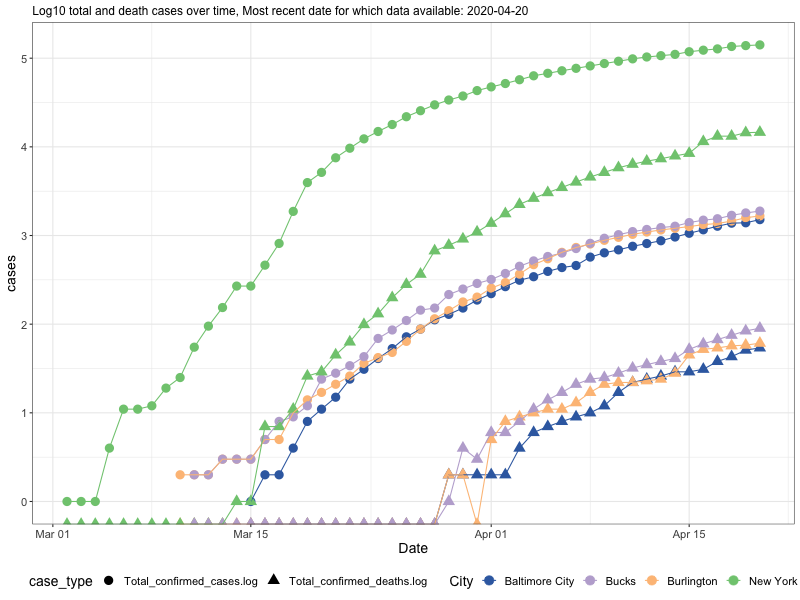 Log10 total and death cases over time, Most recent date for which data available: 2020-04-20
5
4
3
2
1
0
cases
Mar 01 Mar 15 Apr 01 Apr 15
Date
case_type Total_confirmed_cases.log Total_confirmed_deaths.log City Baltimore City Bucks Burlington New York